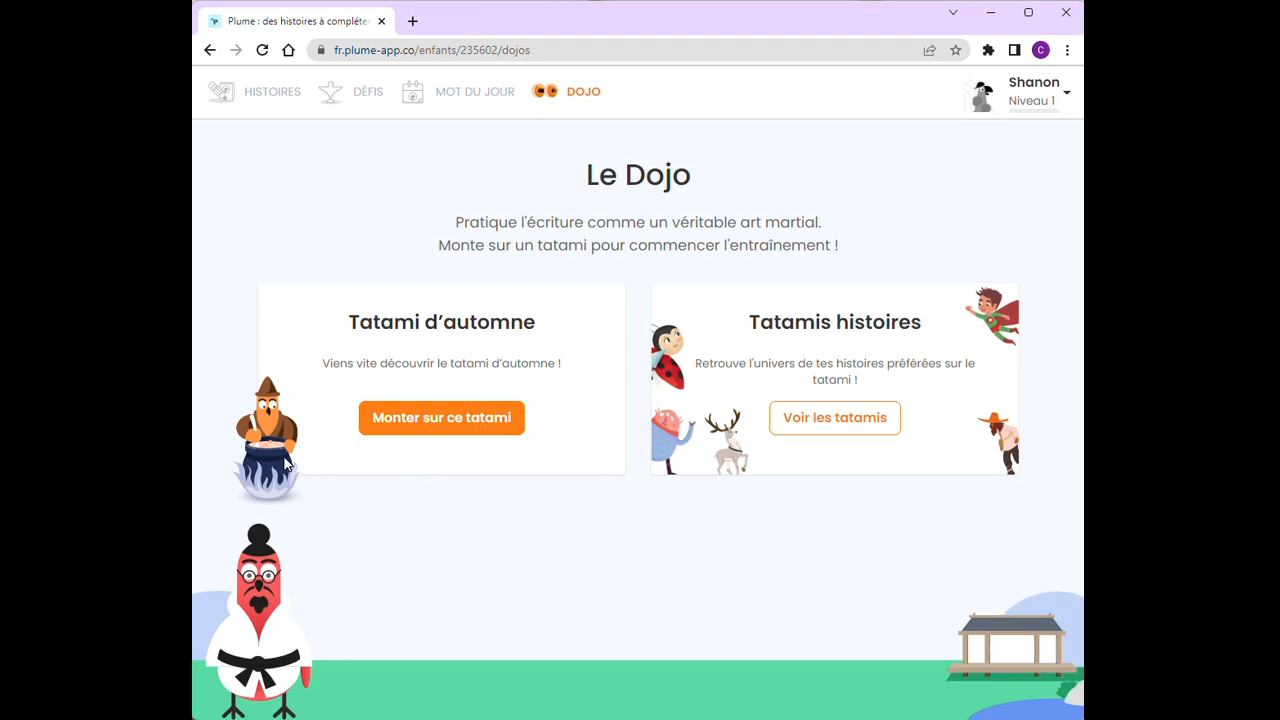 Plume : des histoires à compléte
fr.plume-app.co/enfants/235602/dojos
C
HISTOIRES
DÉFIS
MOT DU JOUR
DOJO
Shanon
Niveau 1
Le Dojo
Pratique l'écriture comme un véritable art martial.
Monte sur un tatami pour commencer l'entraînement !
Tatami d’automne
Viens vite découvrir le tatami d’automne !
Monter sur ce tatami
Tatamis histoires
Retrouve l'univers de tes histoires préférées sur le
tatami !
Voir les tatamis